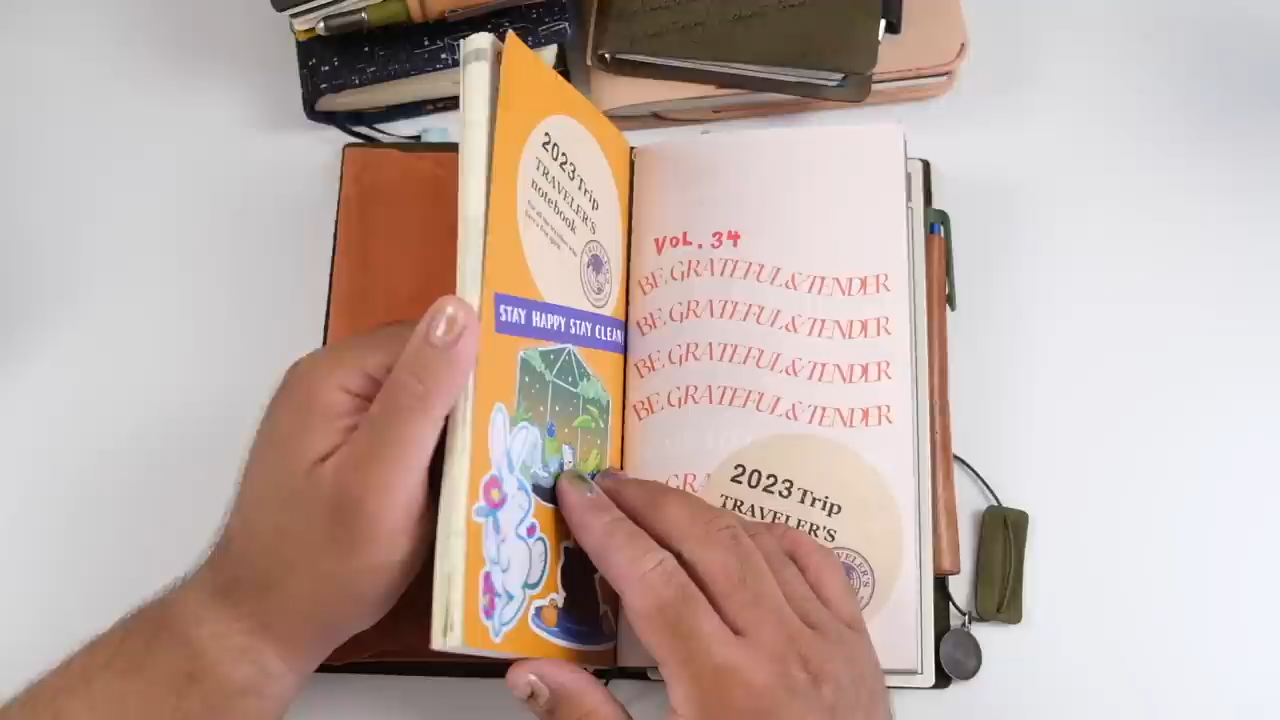 2023 Trip
TRAVELER'S
notebook
STAY HAPPY STAY CLEAN
VOL. 34
BE GRATEFUL & TENDER
BE GRATEFUL & TENDER
BE GRATEFUL & TENDER
BE GRATEFUL & TENDER
2023 Trip
TRAVELER'S